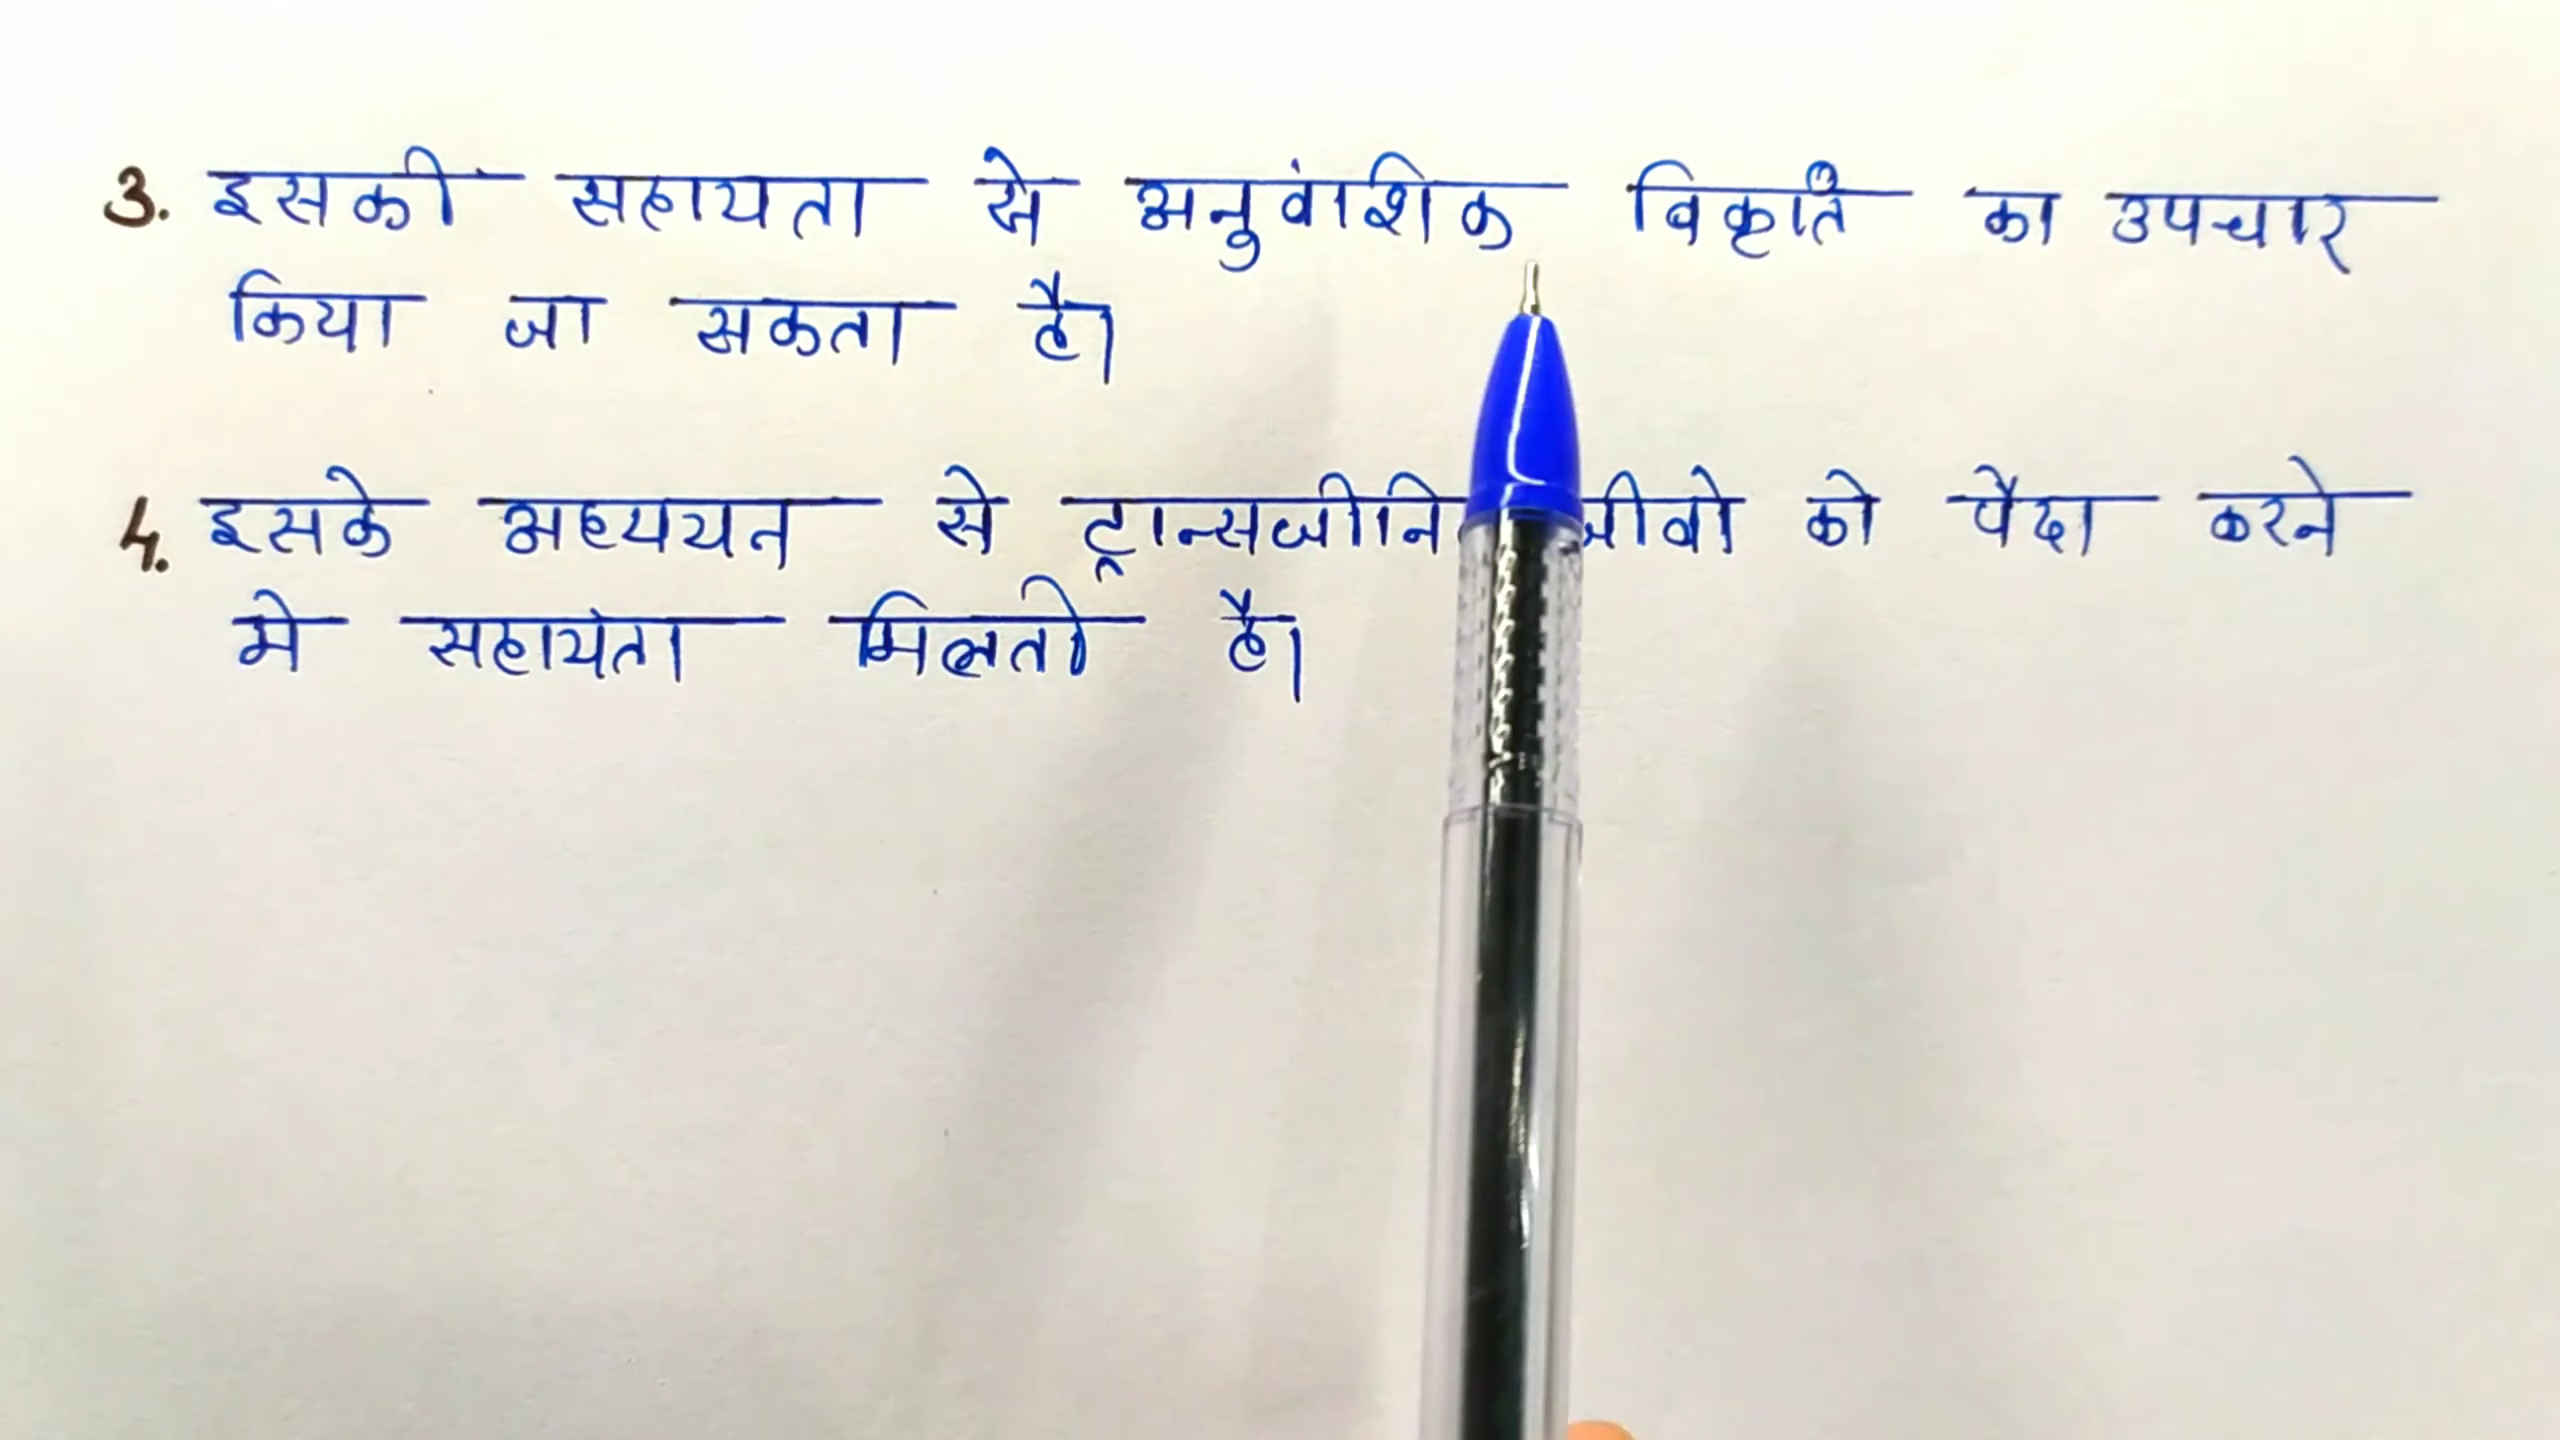 3. इसकी सहायता से अनुवांशिक विकृति का उपचार
किया जा सकता है।
4. इसके अध्ययन से जीवो को पैदा करने
मे सहायता मिलती है।